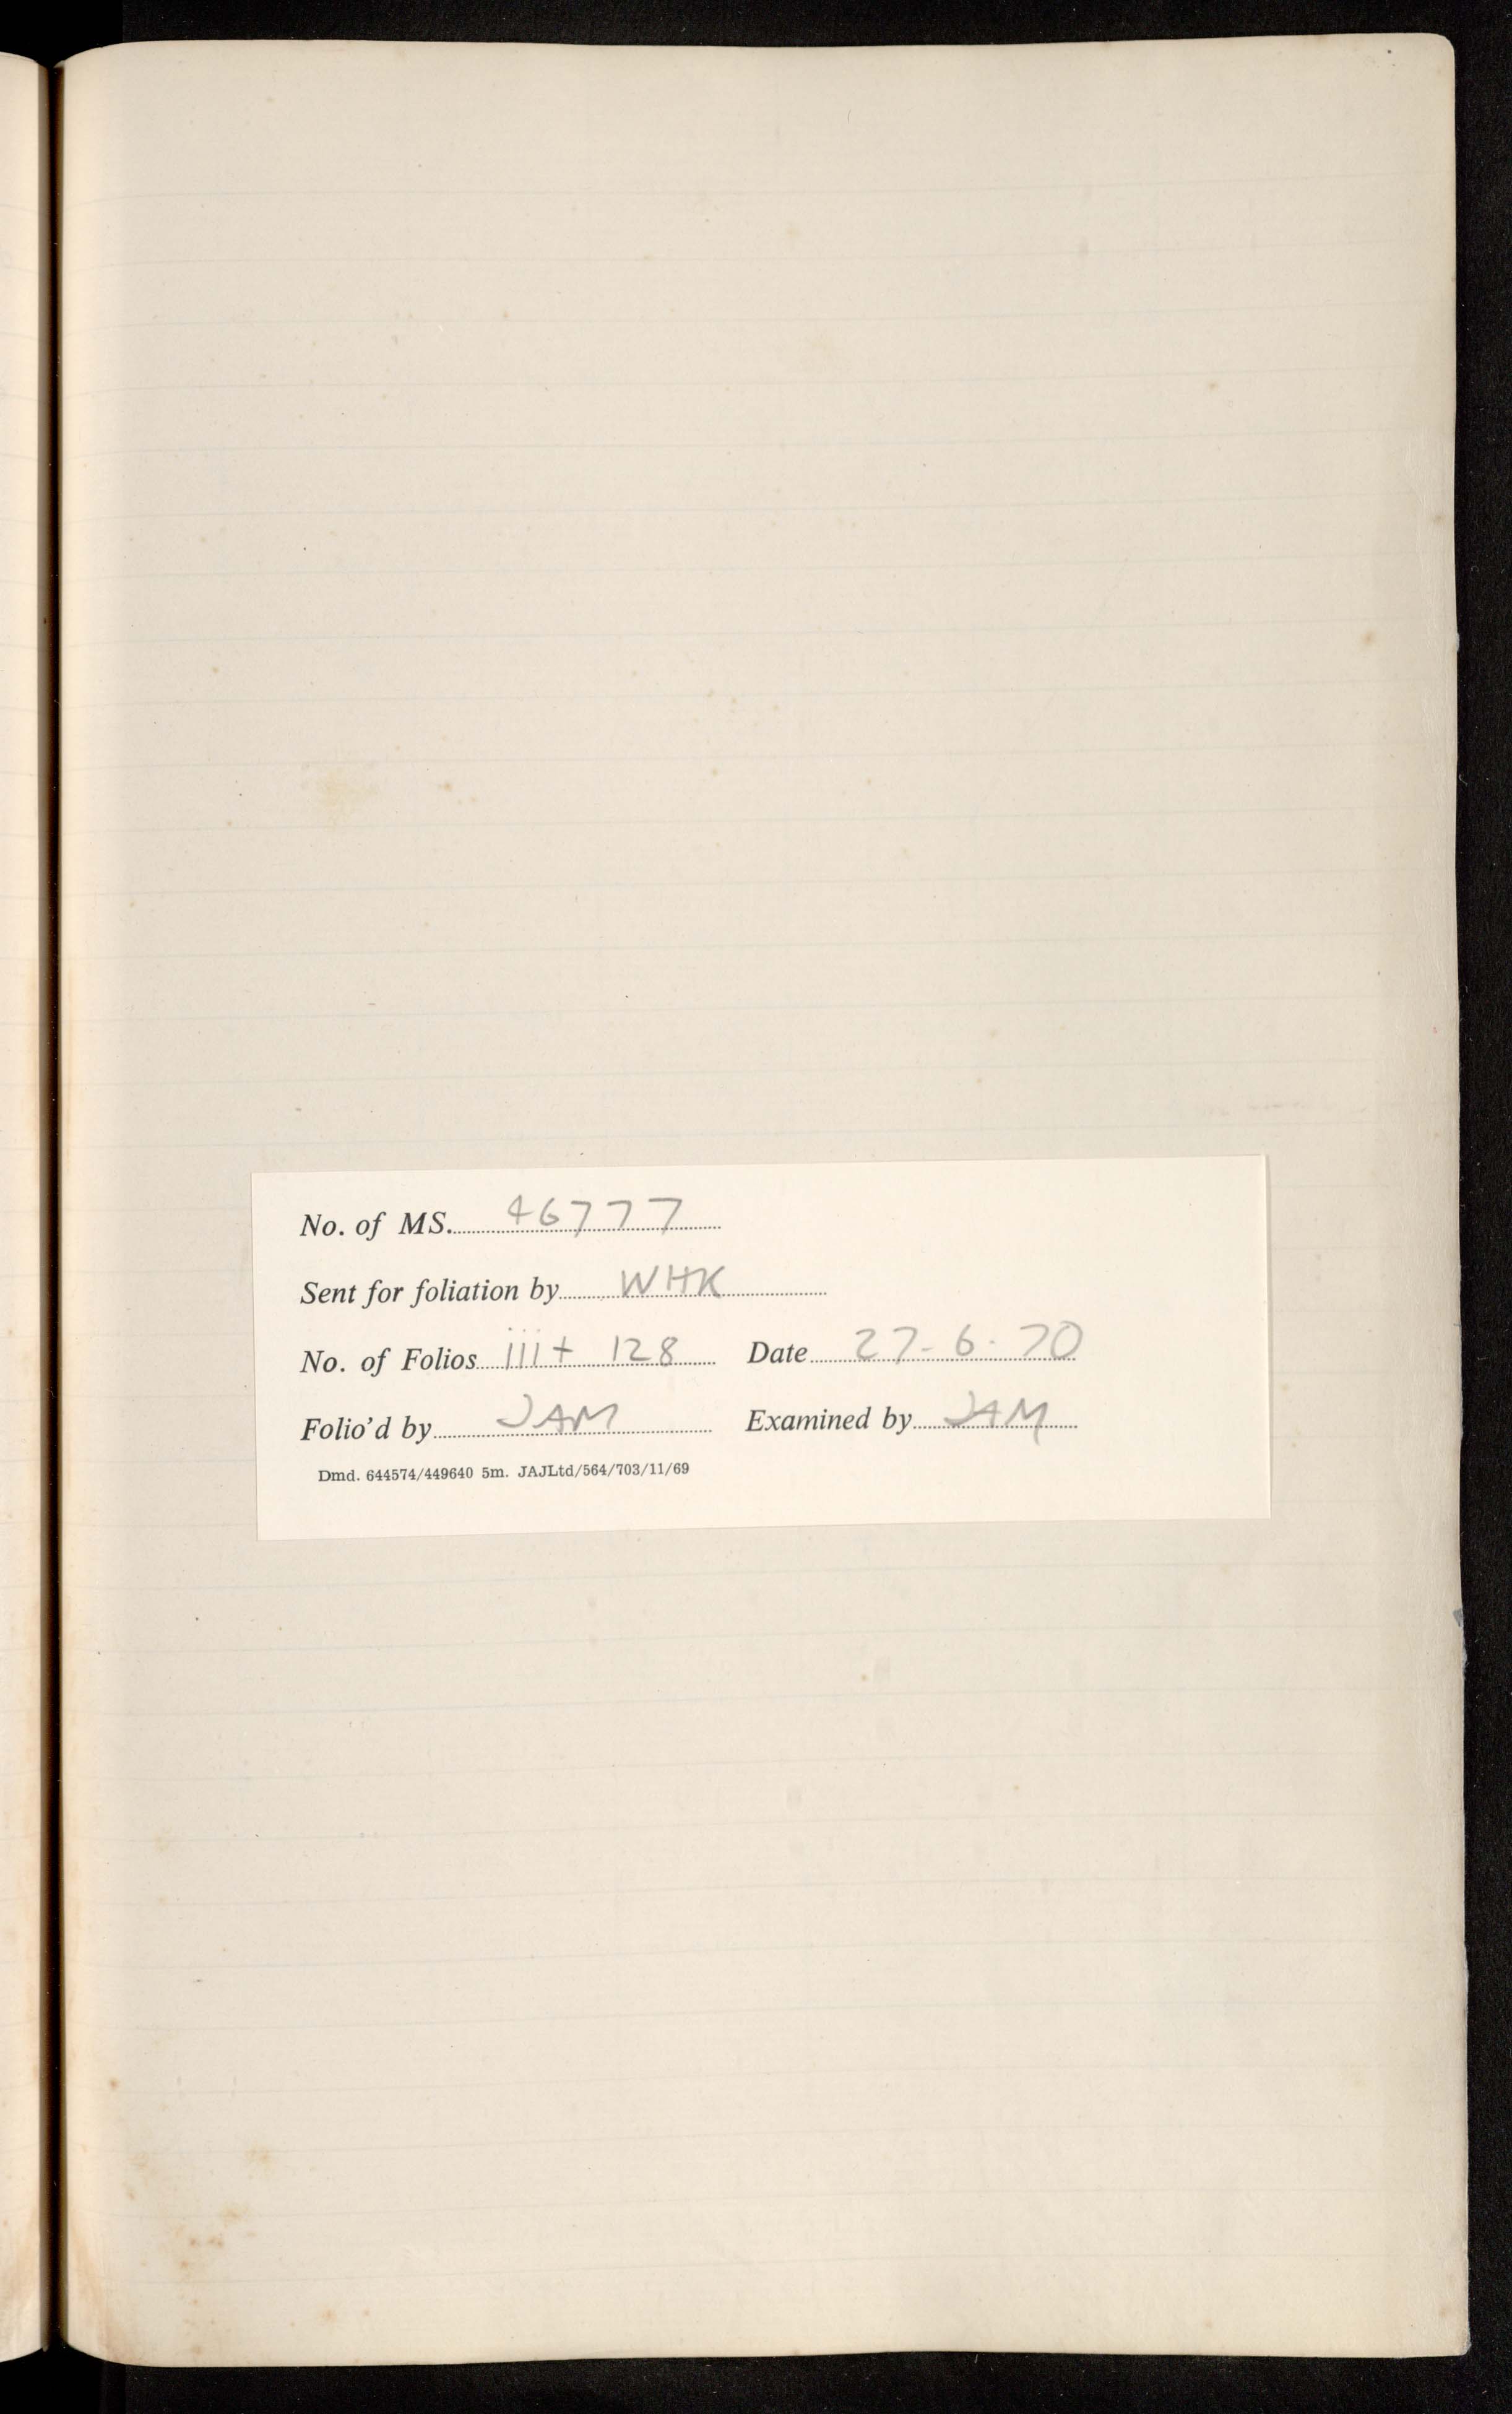 No. of MS. 46777
Sent for foliation by WHK
No. of Folios iii + 128 Date 27-6-70
Folio'd by JAM Examined by JAM
Dmd. 644574/449640 5m. JAJLtd/564/703/11/69